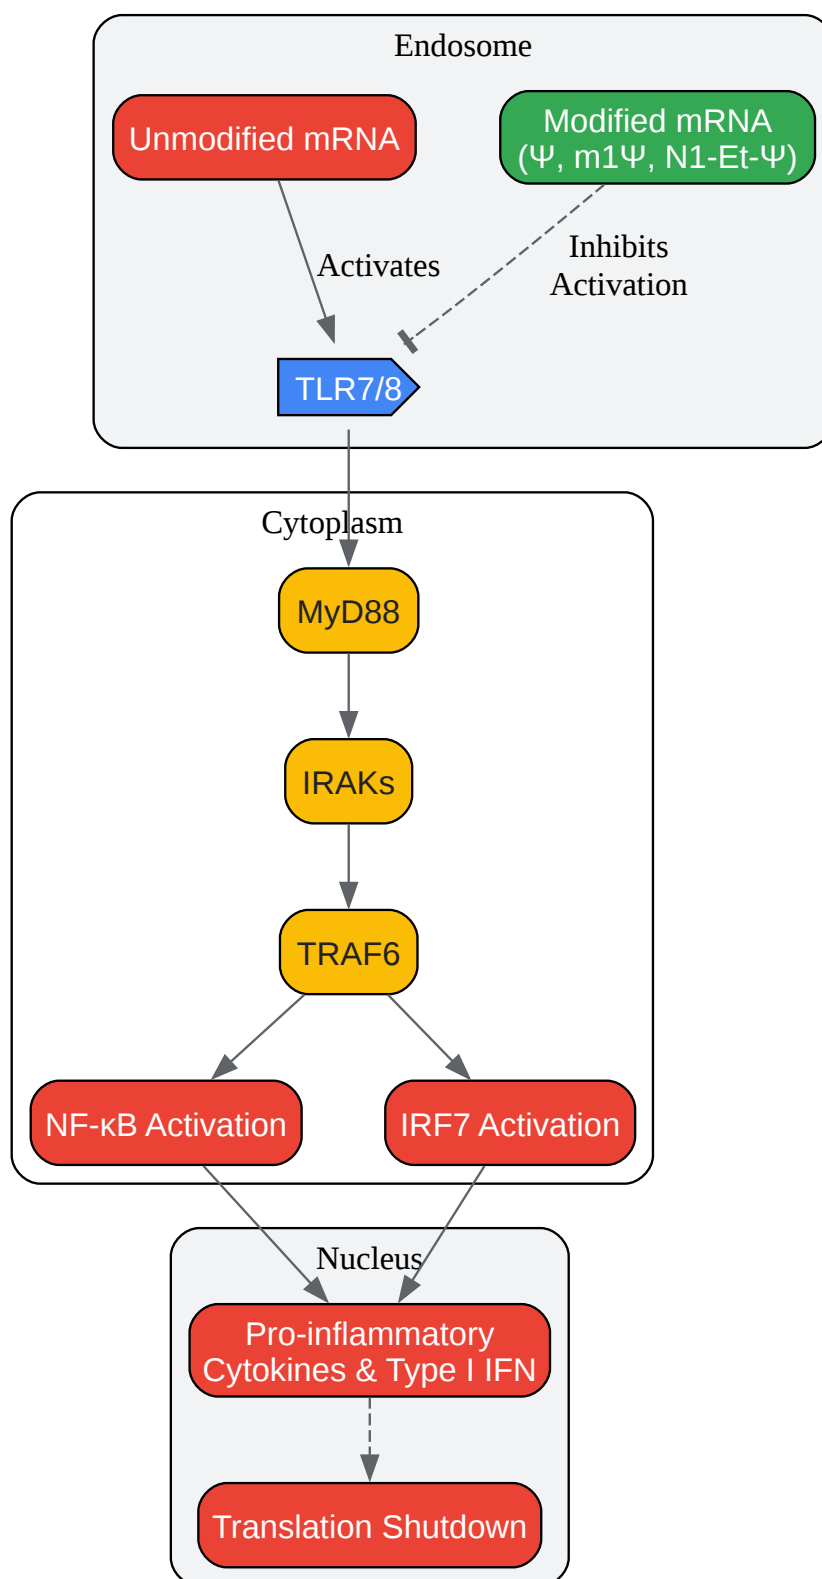 Endosome
Unmodified mRNA
Modified mRNA
(Ψ, m1Ψ, N1-Et-Ψ)
Activates
Inhibits
Activation
TLR7/8
Cytoplasm
MyD88
IRAKs
TRAF6
NF-κB Activation
IRF7 Activation
Nucleus
Pro-inflammatory
Cytokines & Type I IFN
Translation Shutdown